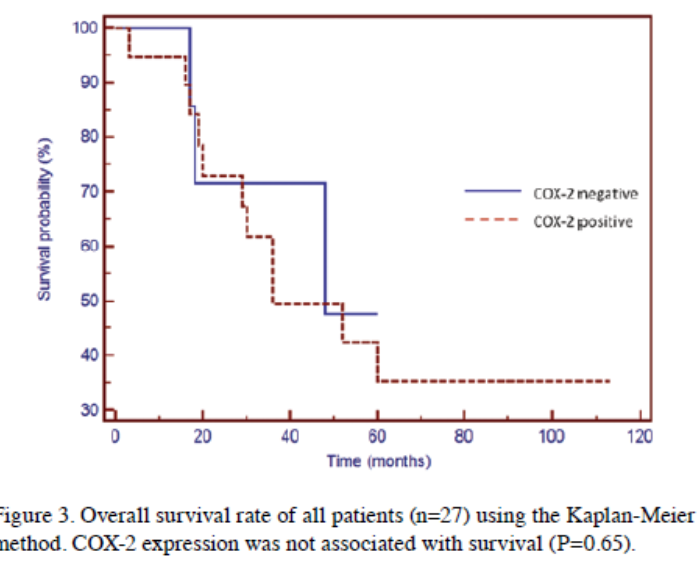 100
90
80
70
60
50
40
30
Survival probability (%)
COX-2 negative
COX-2 positive
0 20 40 60 80 100 120
Time (months)
Figure 3. Overall survival rate of all patients (n=27) using the Kaplan-Meier
method. COX-2 expression was not associated with survival (P=0.65).